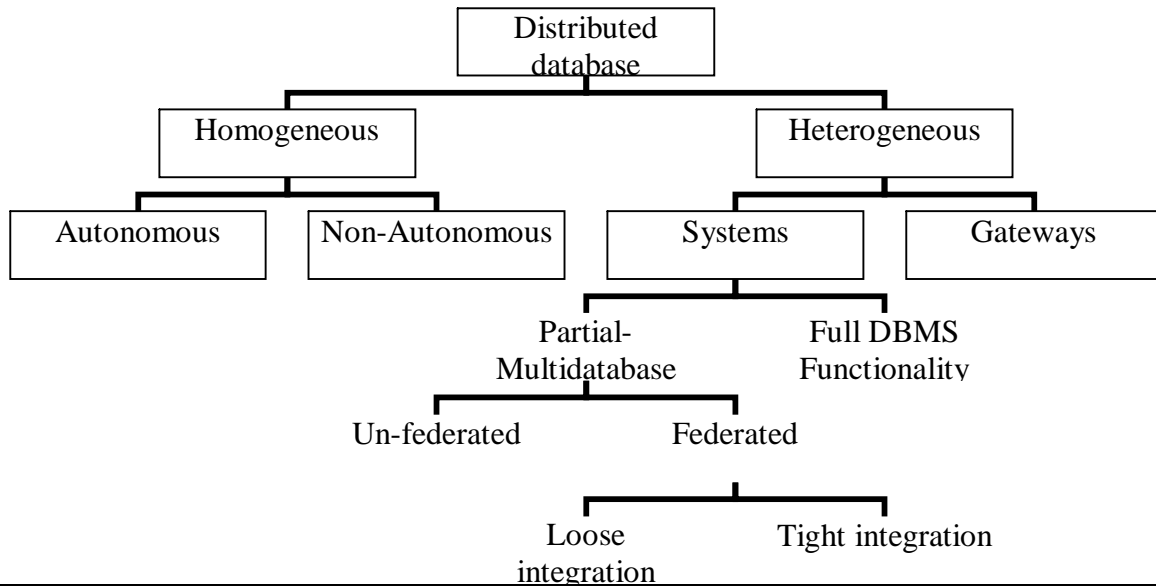 Distributed
database
Homogeneous
Heterogeneous
Autonomous
Non-Autonomous
Systems
Gateways
Partial-
Multidatabase
Full DBMS
Functionality
Un-federated
Federated
Loose
integration
Tight integration